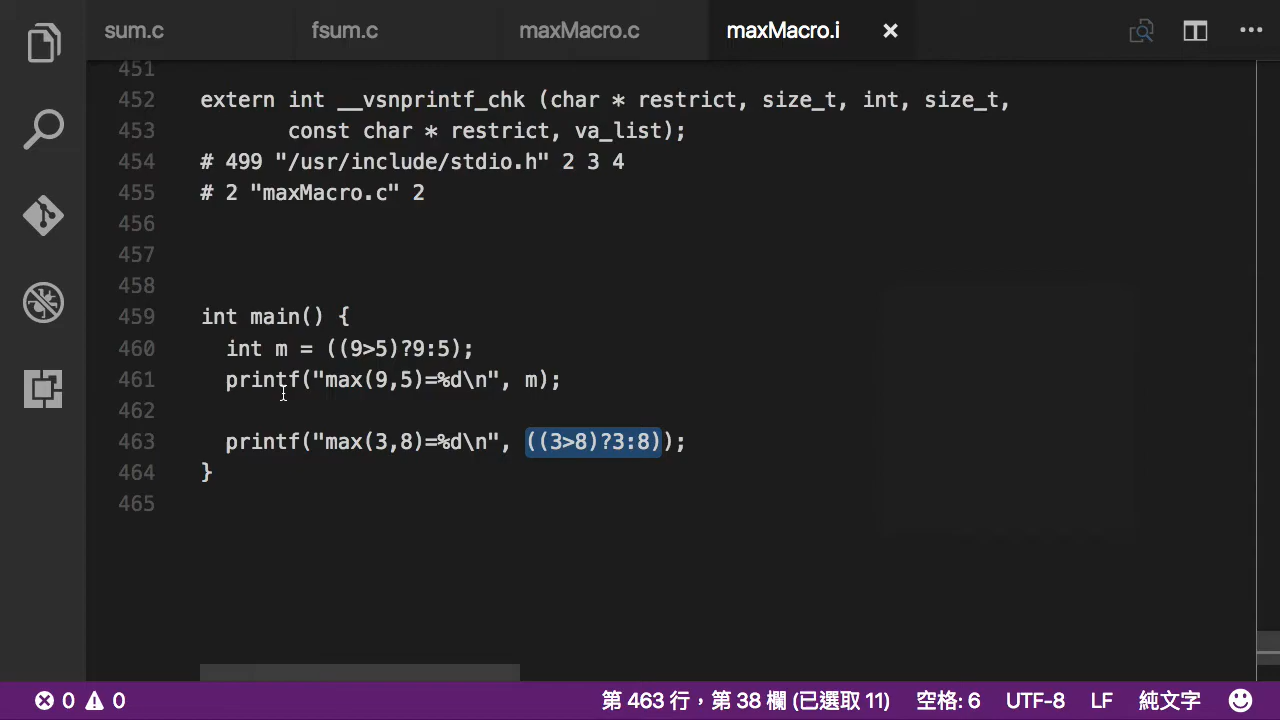 sum.c fsum.c maxMacro.c maxMacro.i
451
452 extern int __vsnprintf_chk (char * restrict, size_t, int, size_t,
453 const char * restrict, va_list);
454 # 499 "/usr/include/stdio.h" 2 3 4
455 # 2 "maxMacro.c" 2
456
457
458
459 int main() {
460 int m = ((9>5)?9:5);
461 printf("max(9,5)=%d\n", m);
462
463 printf("max(3,8)=%d\n", ((3>8)?3:8));
464 }
465
0 0 第 463 行，第 38 欄 (已選取 11) 空格: 6 UTF-8 LF 純文字